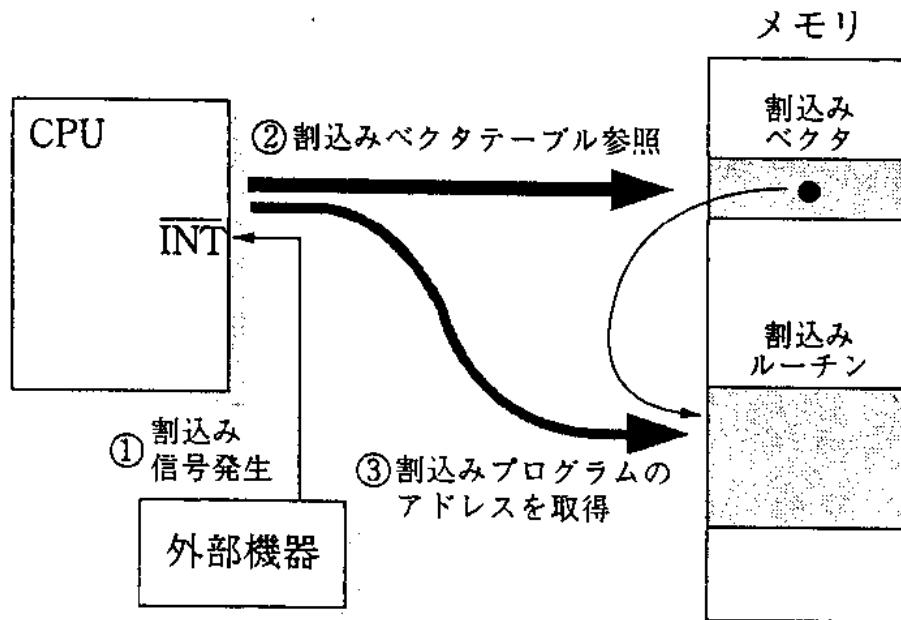 メモリ
CPU
INT
②割込みベクタテーブル参照
割込み
ベクタ
割込み
ルーチン
①割込み
信号発生
③割込みプログラムの
アドレスを取得
外部機器